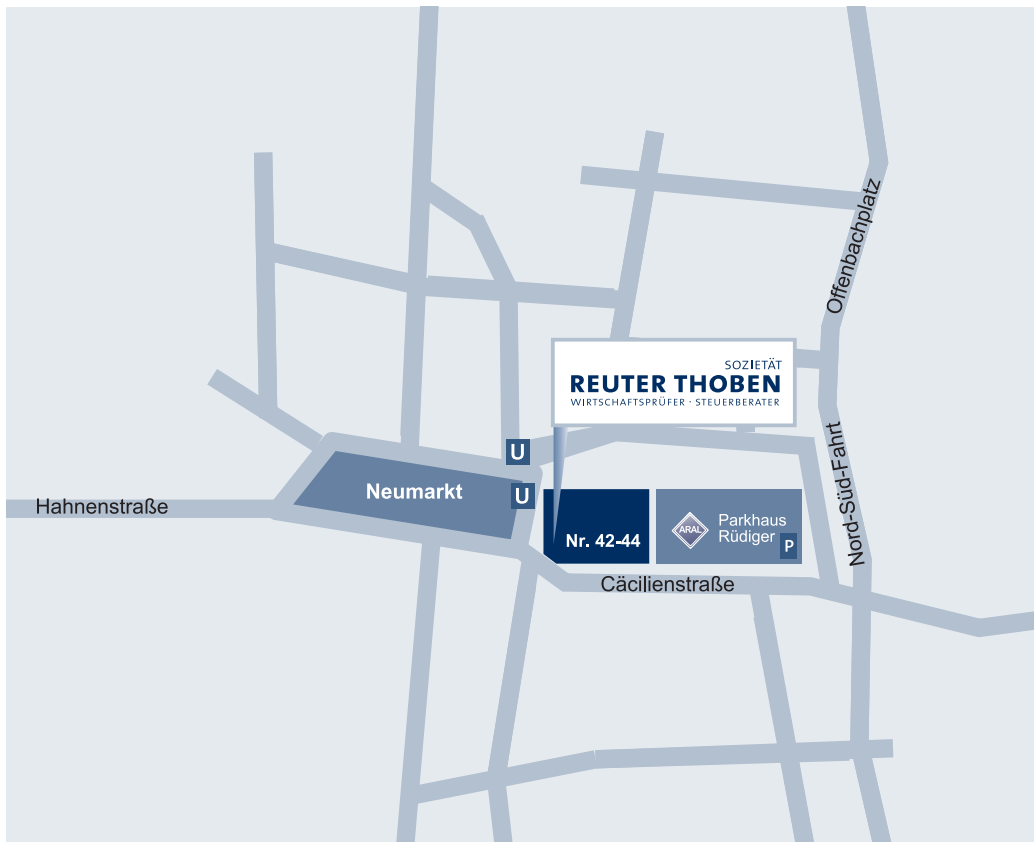 Offenbachplatz
SOZIETÄT
REUTER THOBEN
WIRTSCHAFTSPRÜFER · STEUERBERATER
U
Neumarkt
U
Hahnenstraße
Nr. 42-44
ARAL
Parkhaus
Rüdiger
P
Nord-Süd-Fahrt
Cäcilienstraße